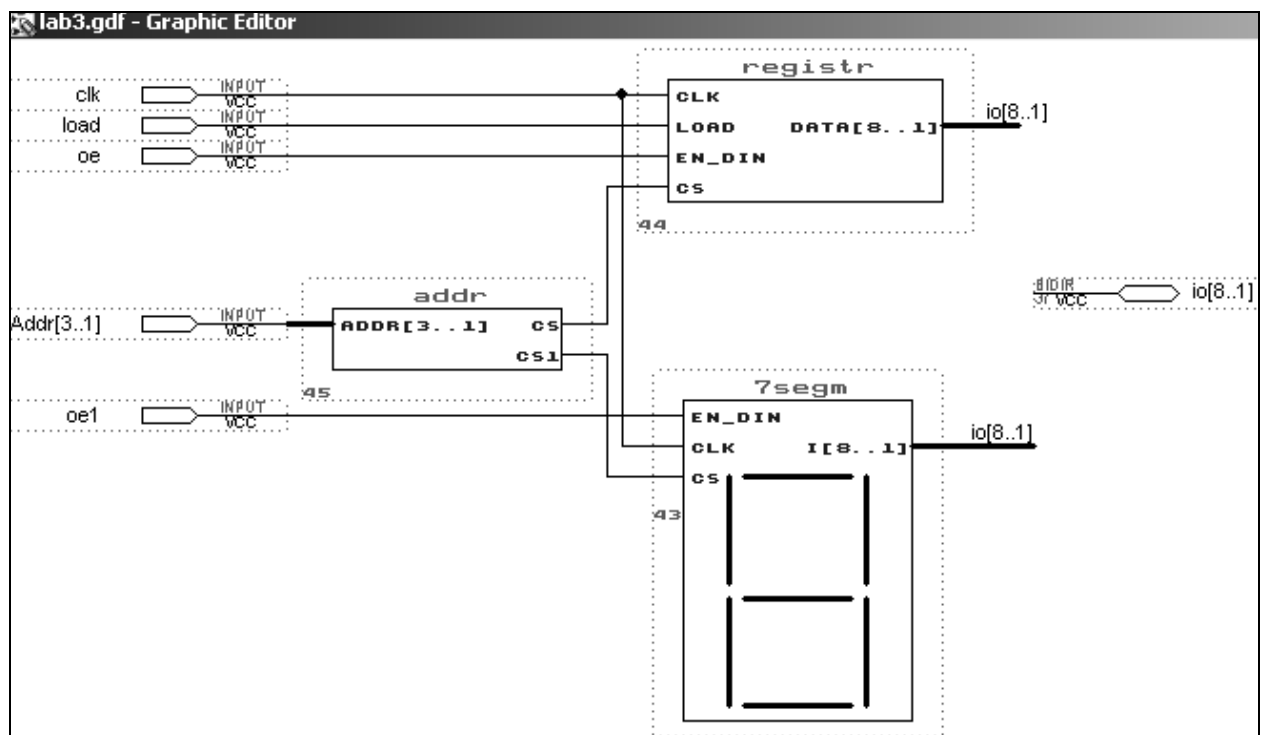 lab3.gdf - Graphic Editor
clk
INPUT
VCC
load
INPUT
VCC
oe
INPUT
VCC
registr
CLK
LOAD
DATA[8..1]
EN_DIN
CS
44
io[8..1]
Addr[3..1]
INPUT
VCC
addr
ADDR[3..1]
CS
CS1
45
BIDIR
VCC
io[8..1]
oe1
INPUT
VCC
7segm
EN_DIN
CLK
I[8..1]
CS
43
io[8..1]